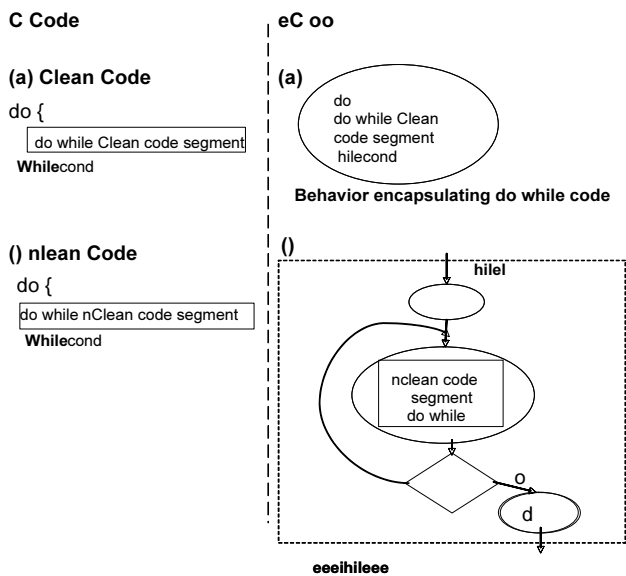 C Code
eC oo
(a) Clean Code
do {
do while Clean code segment
Whilecond
(a)
do
do while Clean
code segment
hilecond
Behavior encapsulating do while code
() nlean Code
do {
do while nClean code segment
Whilecond
()
hilel
nclean code
segment
do while
o
d
eeeihileee